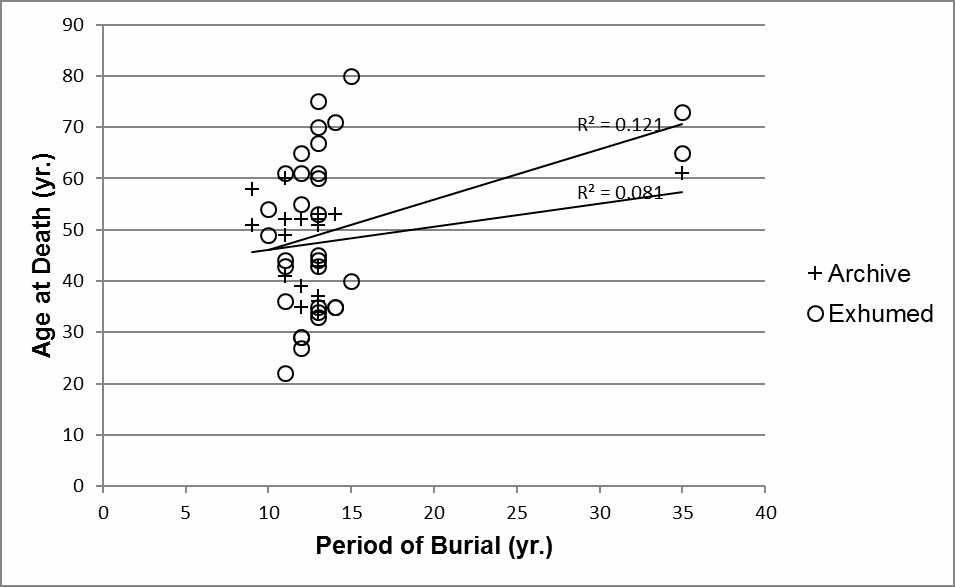 90
80
70
60
50
40
30
20
10
0
Age at Death (yr.)
R² = 0.121
R² = 0.081
Archive
Exhumed
0 5 10 15 20 25 30 35 40
Period of Burial (yr.)